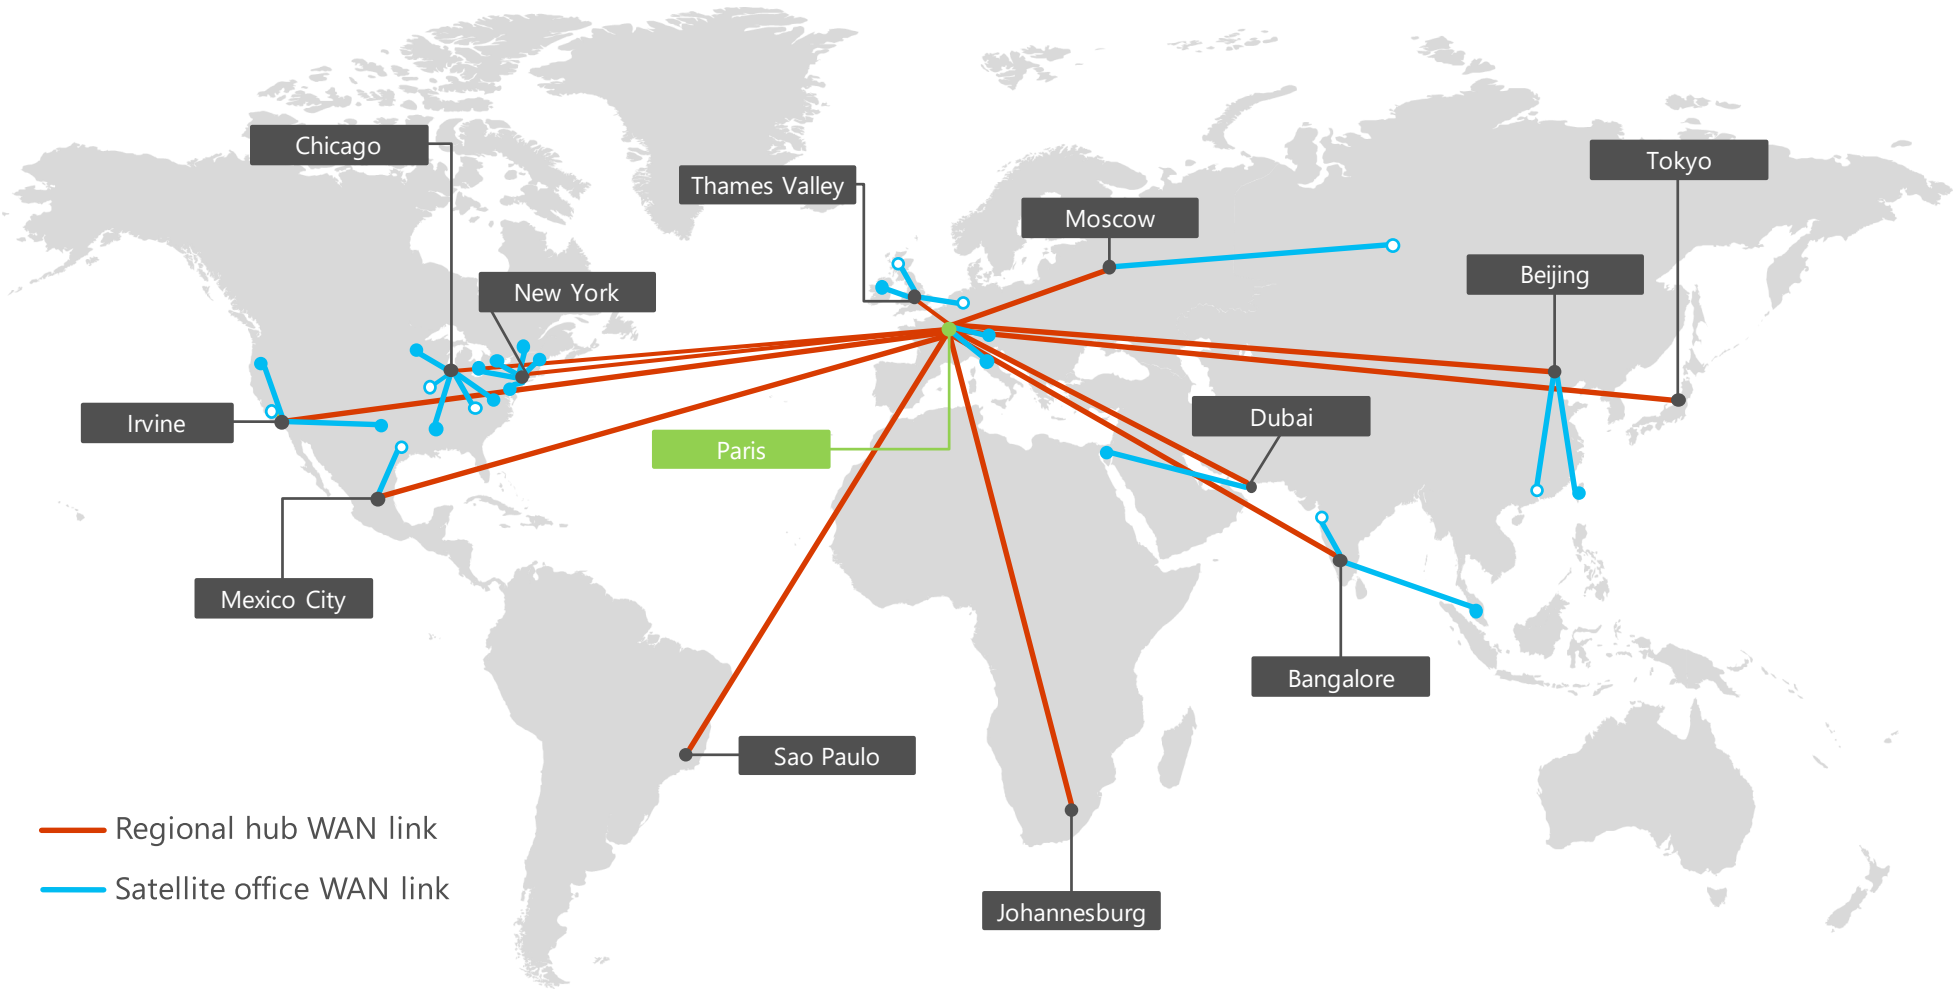 Chicago
Tokyo
Thames Valley
Moscow
Beijing
New York
Dubai
Irvine
Paris
Mexico City
Bangalore
Sao Paulo
Regional hub WAN link
Satellite office WAN link
Johannesburg